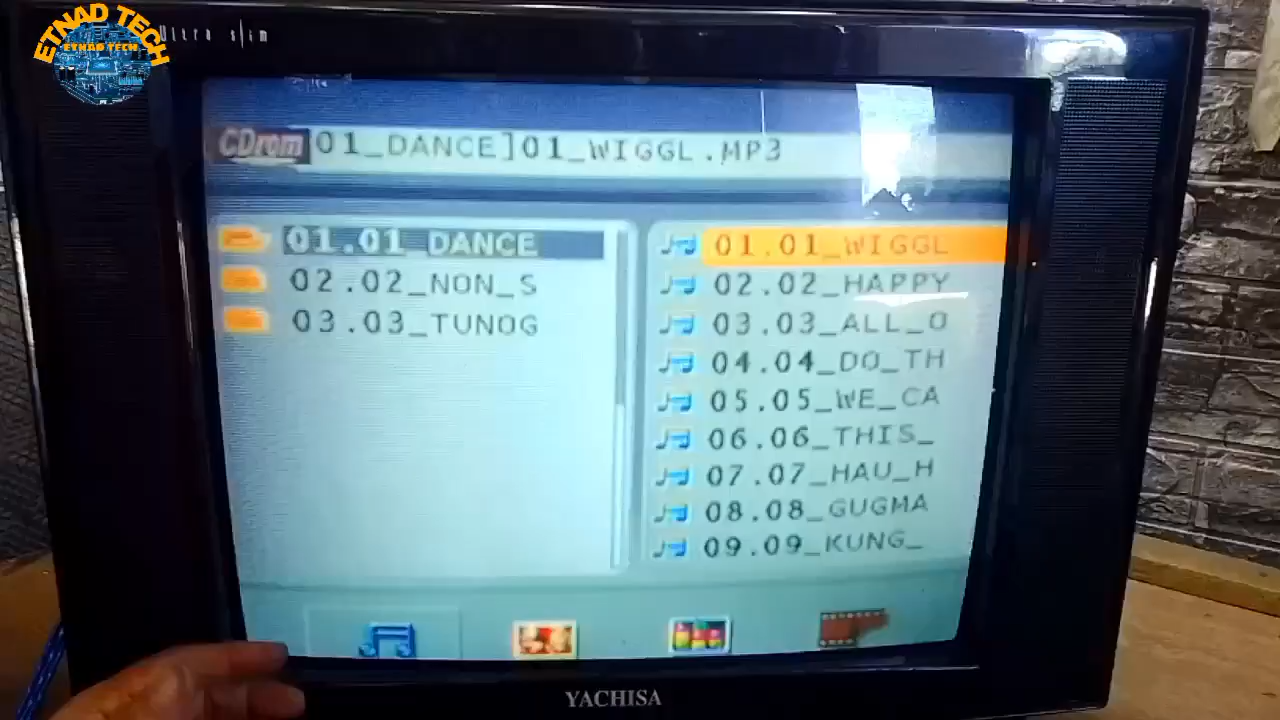 ETNAD TECH
ETNAD TECH
Ultra slim
CDrom 01_DANCE]01_WIGGL.MP3
01.01_DANCE
02.02_NON_S
03.03_TUNOG
01.01_WIGGL
02.02_HAPPY
03.03_ALL_O
04.04_DO_TH
05.05_WE_CA
06.06_THIS_
07.07_HAU_H
08.08_GUGMA
09.09_KUNG_
YACHISA